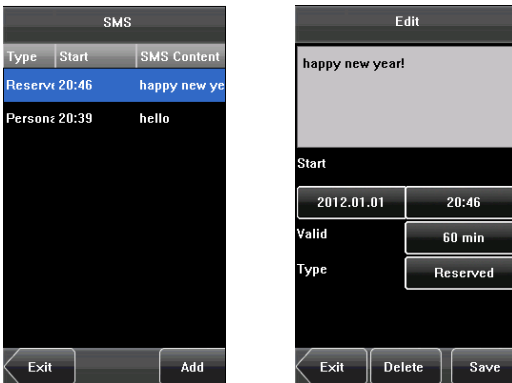 SMS
Type Start SMS Content
Reserve 20:46 happy new ye
Persona 20:39 hello
Exit Add
Edit
happy new year!
Start
2012.01.01 20:46
Valid 60 min
Type Reserved
Exit Delete Save